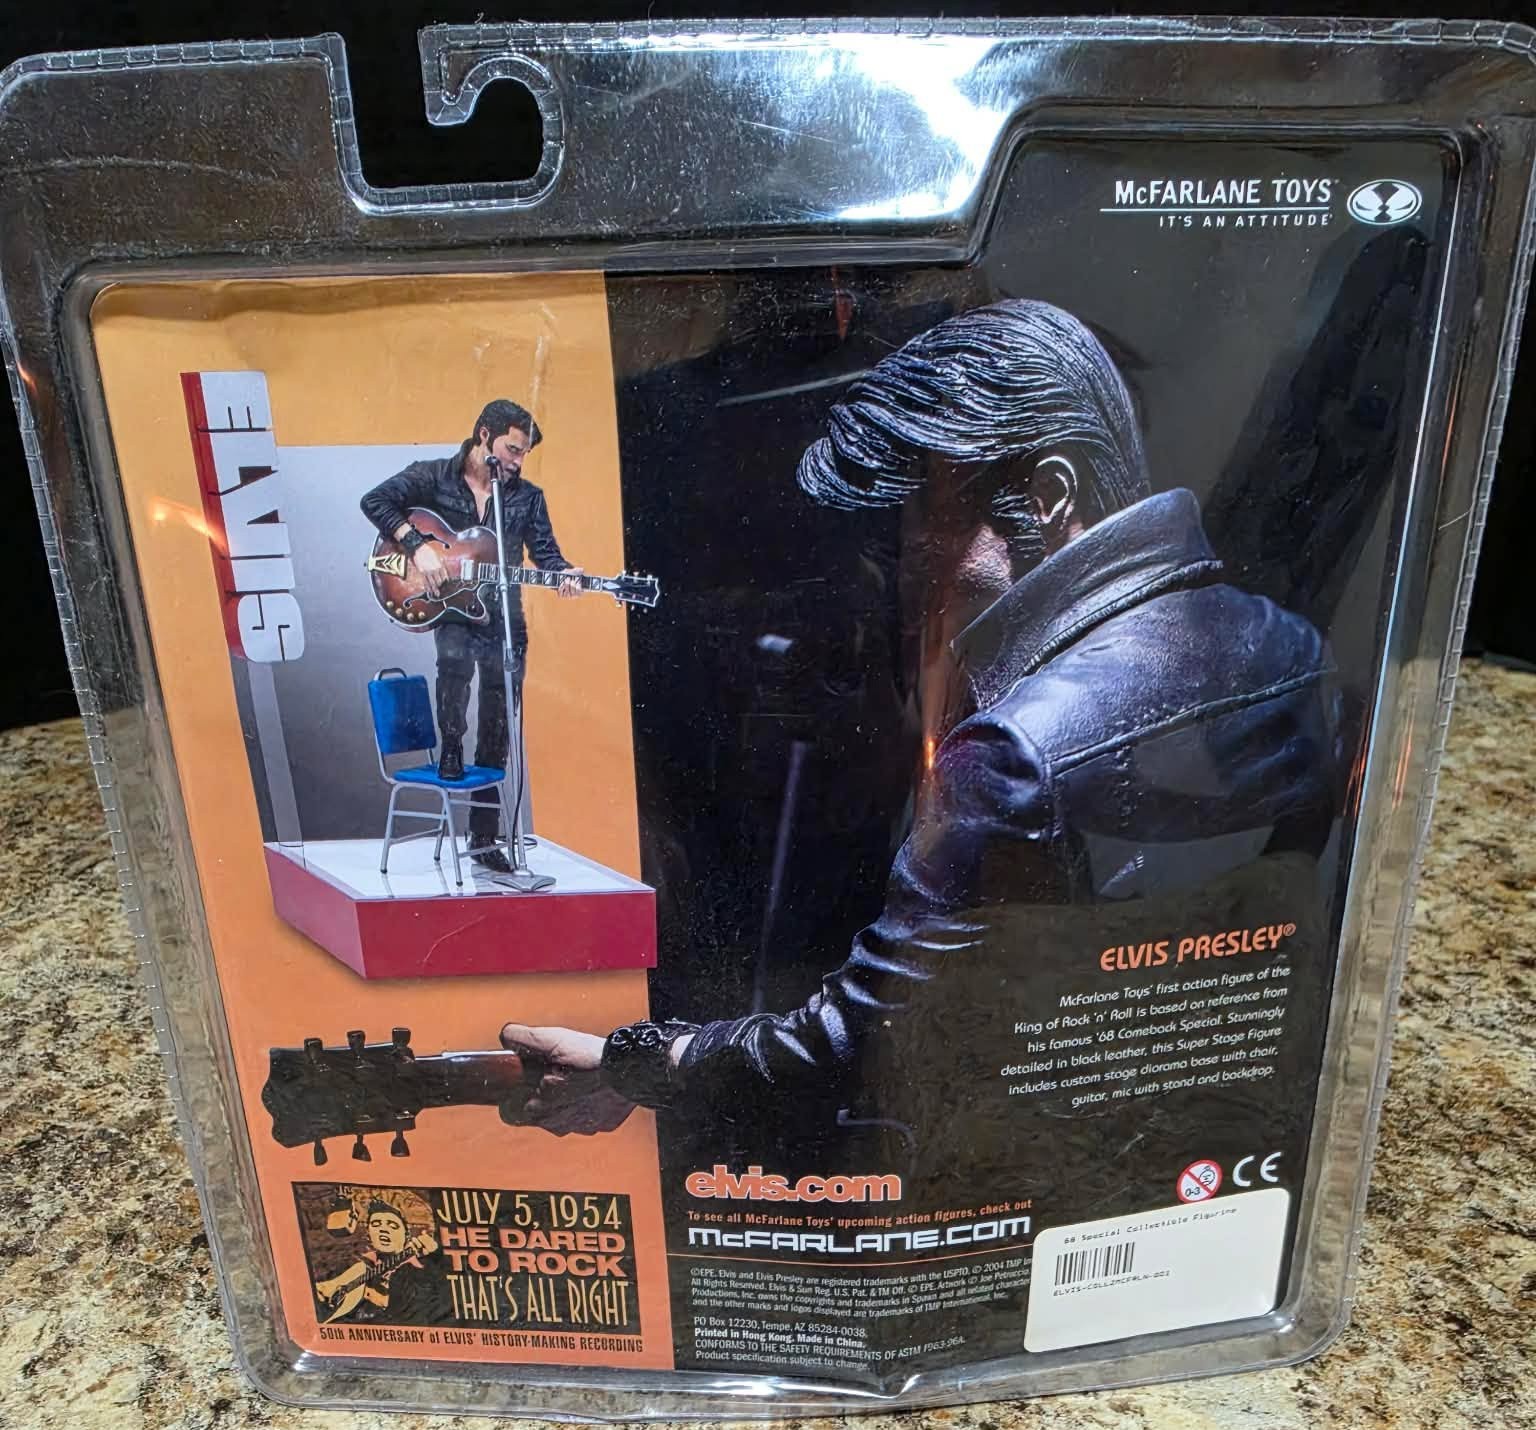 McFARLANE TOYS
IT'S AN ATTITUDE
ELVIS
ELVIS PRESLEY®
McFarlane Toys' first action figure of the
King of Rock 'n' Roll is based on reference from
his famous '68 Comeback Special. Stunningly
detailed in black leather, this Super Stage Figure
includes custom stage diorama base with chair,
guitar, mic with stand and backdrop.
0-3
CE
JULY 5, 1954
HE DARED
TO ROCK
THAT'S ALL RIGHT
50th ANNIVERSARY of ELVIS' HISTORY-MAKING RECORDING
elvis.com
To see all McFarlane Toys' upcoming action figures, check out
McFARLANE.COM
©EPE. Elvis and Elvis Presley are registered trademarks with the USPTO. © 2004 TMP
All Rights Reserved. Elvis & Sun Reg. U.S. Pat. & TM Off. © EPE. Artwork © Joe Petruccio
Productions, Inc. owns the copyrights and trademarks in Spawn and all related
and the other marks and logos displayed are trademarks of TMP International, Inc.
PO Box 12230, Tempe, AZ 85284-0038.
Printed in Hong Kong. Made in China.
CONFORMS TO THE SAFETY REQUIREMENTS OF ASTM F963-96A.
Product specification subject to change.
68 Special Collectible Figurine
ELVIS-COLLZMCFRLN-001